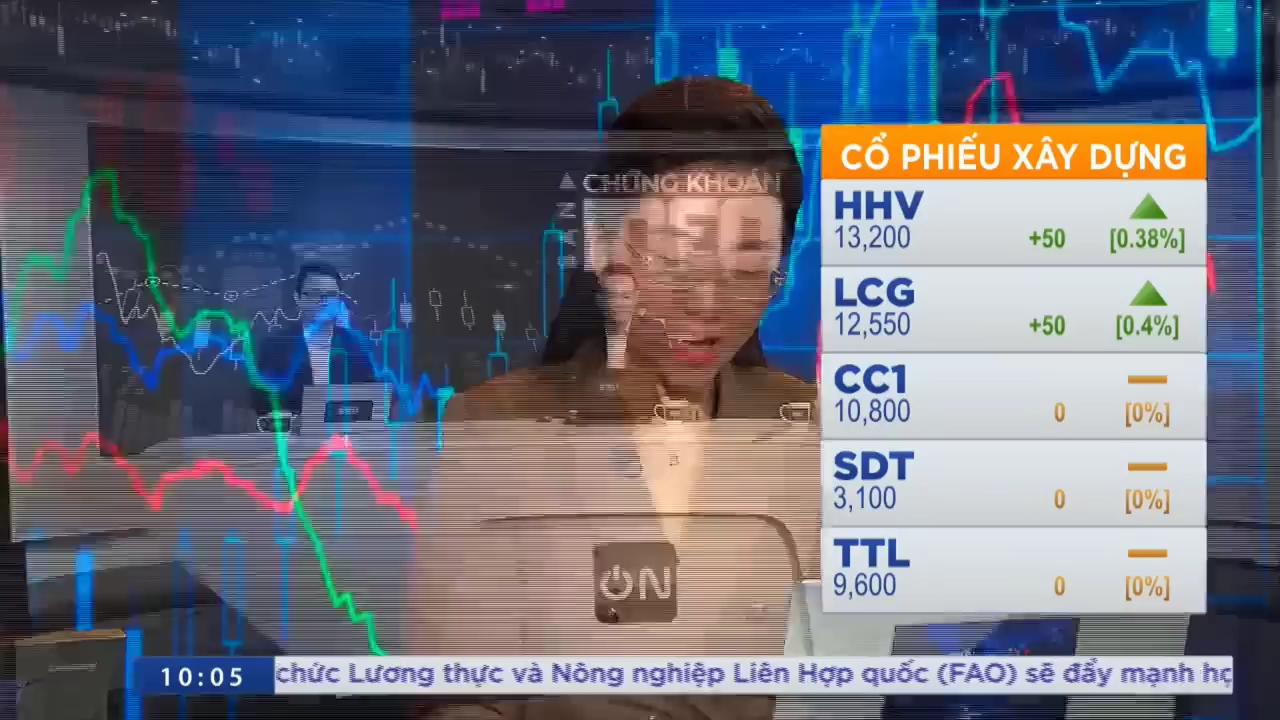 CHỨNG KHOÁN
CỔ PHIẾU XÂY DỰNG
HHV
13,200 +50 [0.38%]
LCG
12,550 +50 [0.4%]
CC1
10,800 0 [0%]
SDT
3,100 0 [0%]
TTL
9,600 0 [0%]
ON
10:05 chức Lương thực và Nông nghiệp Liên Hợp quốc (FAO) sẽ đẩy mạnh